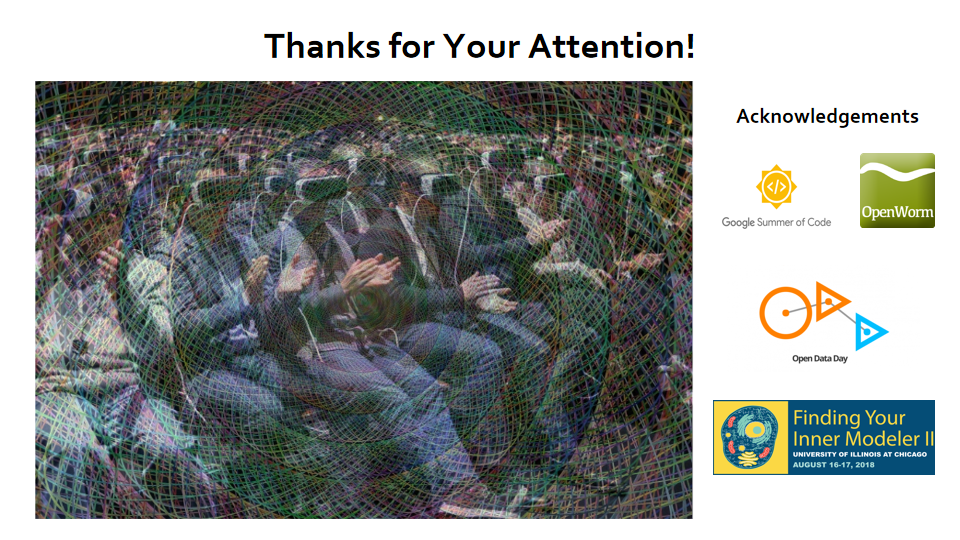 Thanks for Your Attention!
Acknowledgements
Google Summer of Code
OpenWorm
Open Data Day
Finding Your
Inner Modeler II
UNIVERSITY OF ILLINOIS AT CHICAGO
AUGUST 16-17, 2018